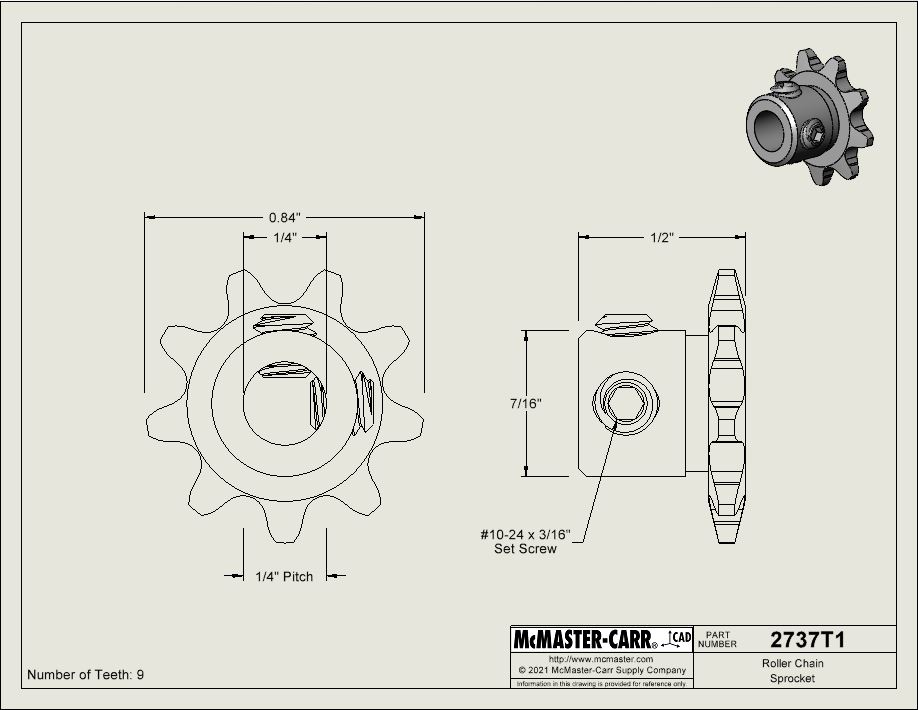 0.84"
1/4"
1/2"
7/16"
#10-24 x 3/16"
Set Screw
1/4" Pitch
Number of Teeth: 9
McMASTER-CARR® CAD
http://www.mcmaster.com
© 2021 McMaster-Carr Supply Company
Information in this drawing is provided for reference only.
PART
NUMBER
2737T1
Roller Chain
Sprocket